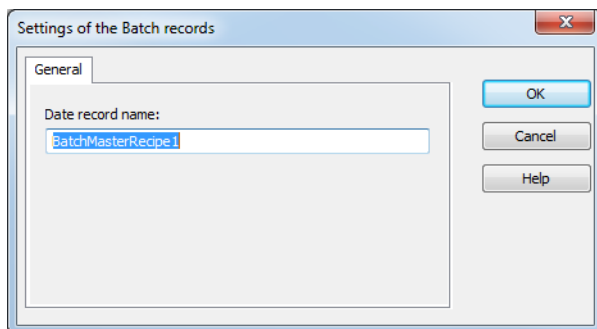 Settings of the Batch records
General
OK
Date record name:
BatchMasterRecipe1
Cancel
Help